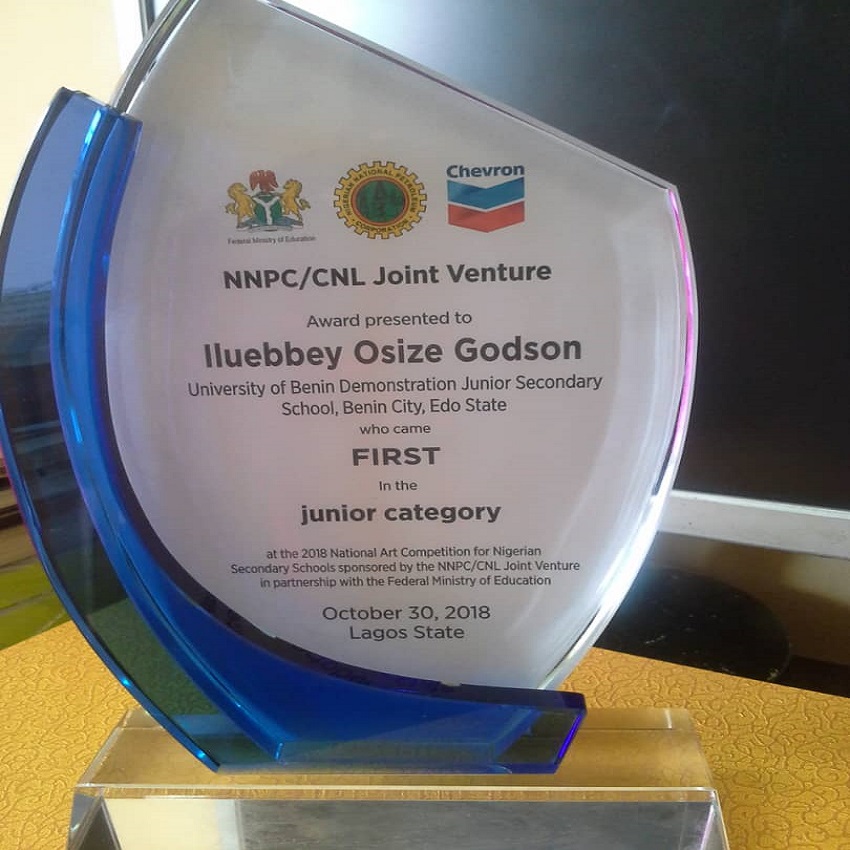 Chevron
Federal Ministry of Education
NIGERIAN NATIONAL PETROLEUM
CORPORATION
NNPC/CNL Joint Venture
Award presented to
Iluebbey Osize Godson
University of Benin Demonstration Junior Secondary
School, Benin City, Edo State
who came
FIRST
In the
junior category
at the 2018 National Art Competition for Nigerian
Secondary Schools sponsored by the NNPC/CNL Joint Venture
in partnership with the Federal Ministry of Education
October 30, 2018
Lagos State